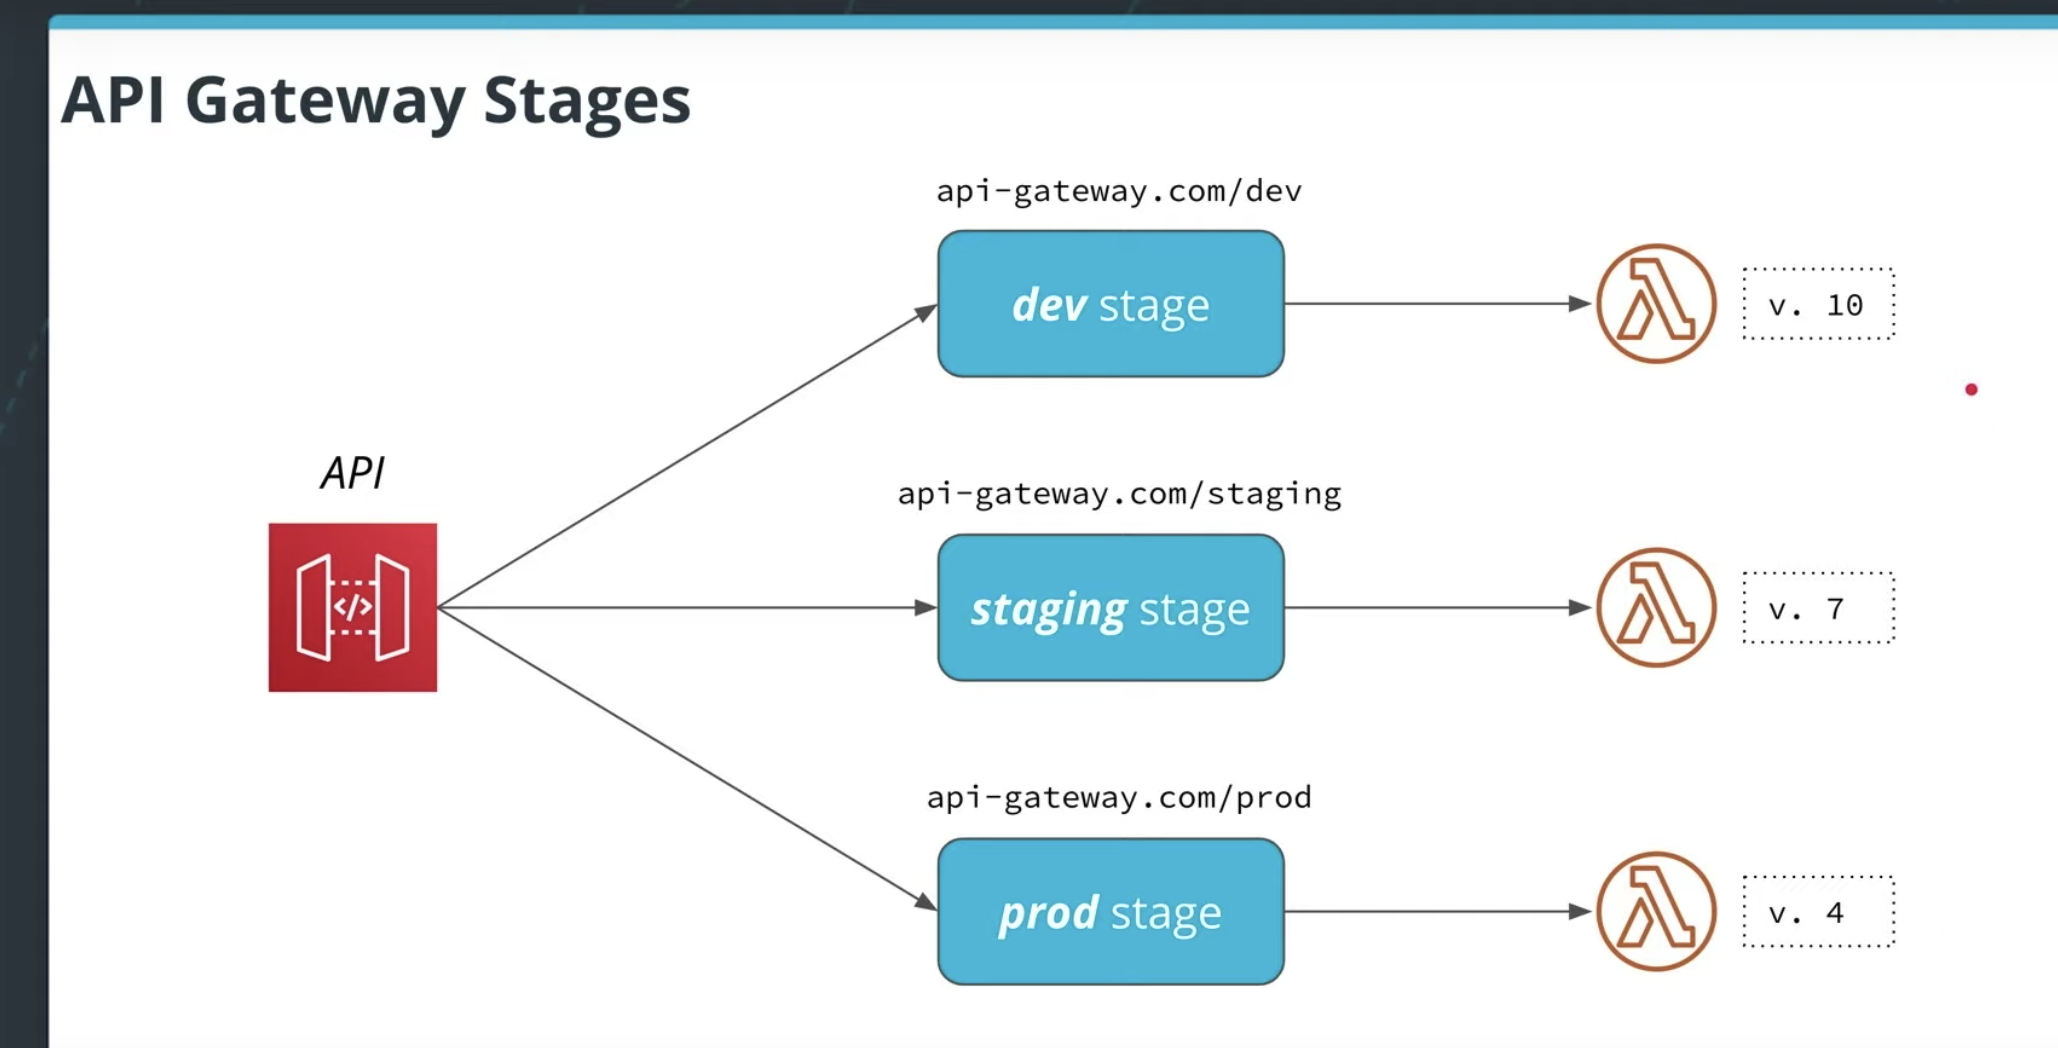 API Gateway Stages
api-gateway.com/dev
dev stage
v. 10
API
</>
api-gateway.com/staging
staging stage
v. 7
api-gateway.com/prod
prod stage
v. 4